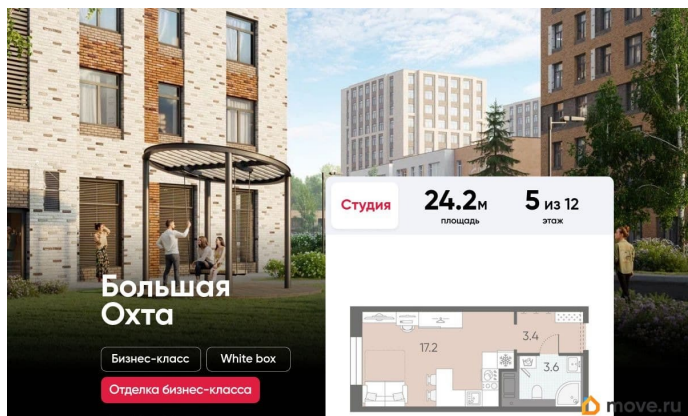 Студия
24.2м
площадь
5 из 12
этаж
Большая
Охта
Бизнес-класс
White box
Отделка бизнес-класса
17.2
3.4
3.6
move.ru